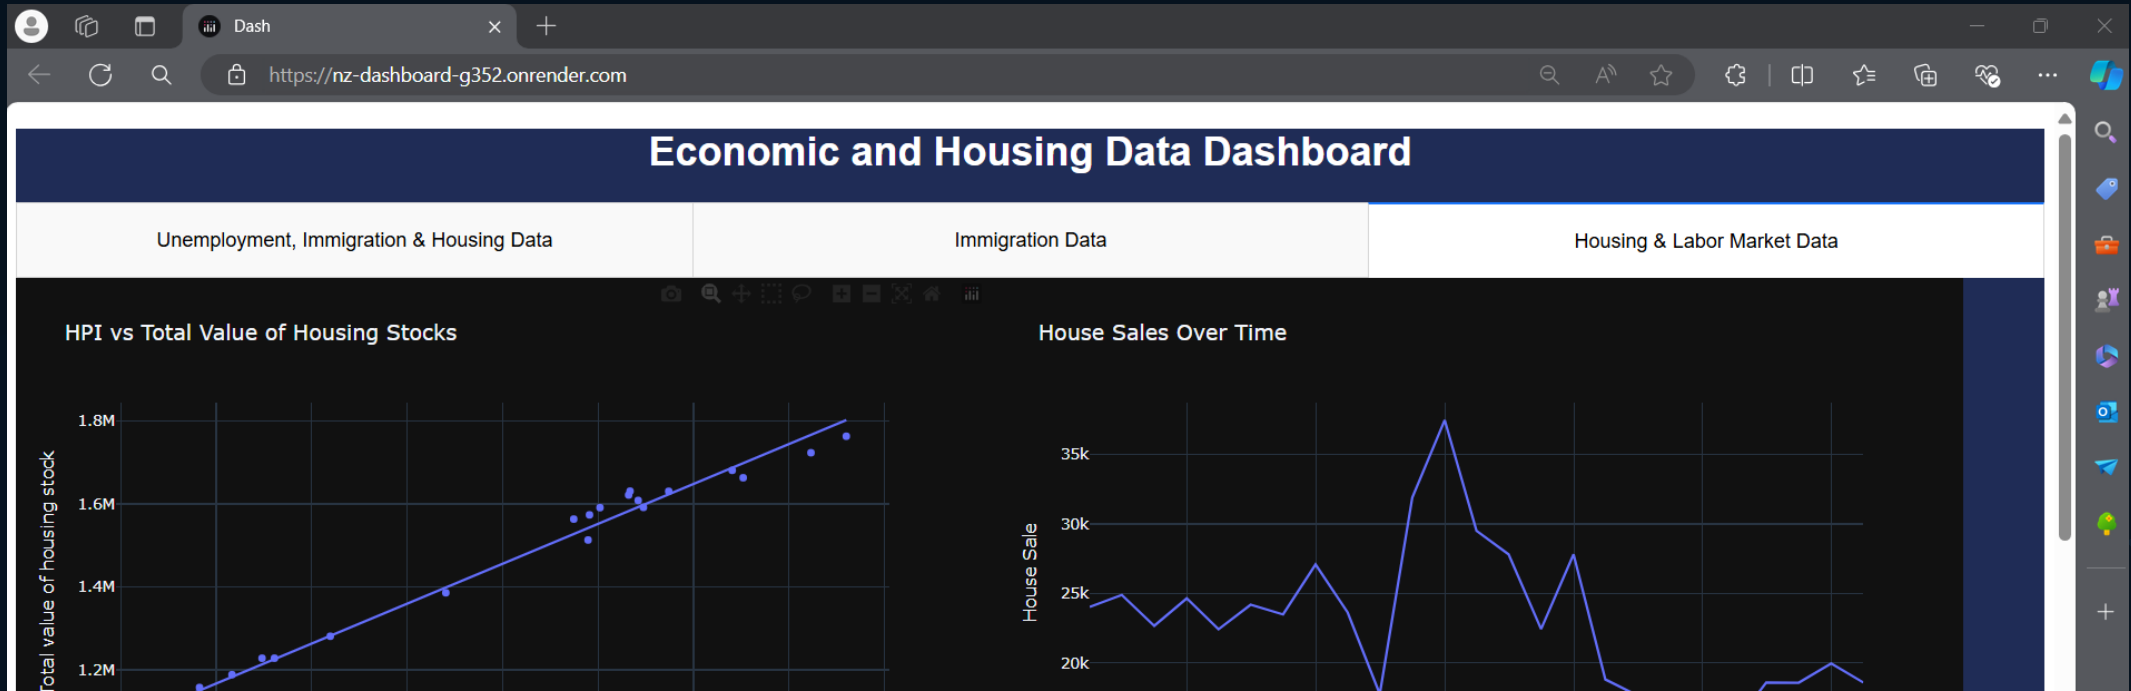 Dash
https://nz-dashboard-g352.onrender.com
Economic and Housing Data Dashboard
Unemployment, Immigration & Housing Data
Immigration Data
Housing & Labor Market Data
HPI vs Total Value of Housing Stocks
Total value of housing stock
1.8M
1.6M
1.4M
1.2M
House Sales Over Time
House Sale
35k
30k
25k
20k